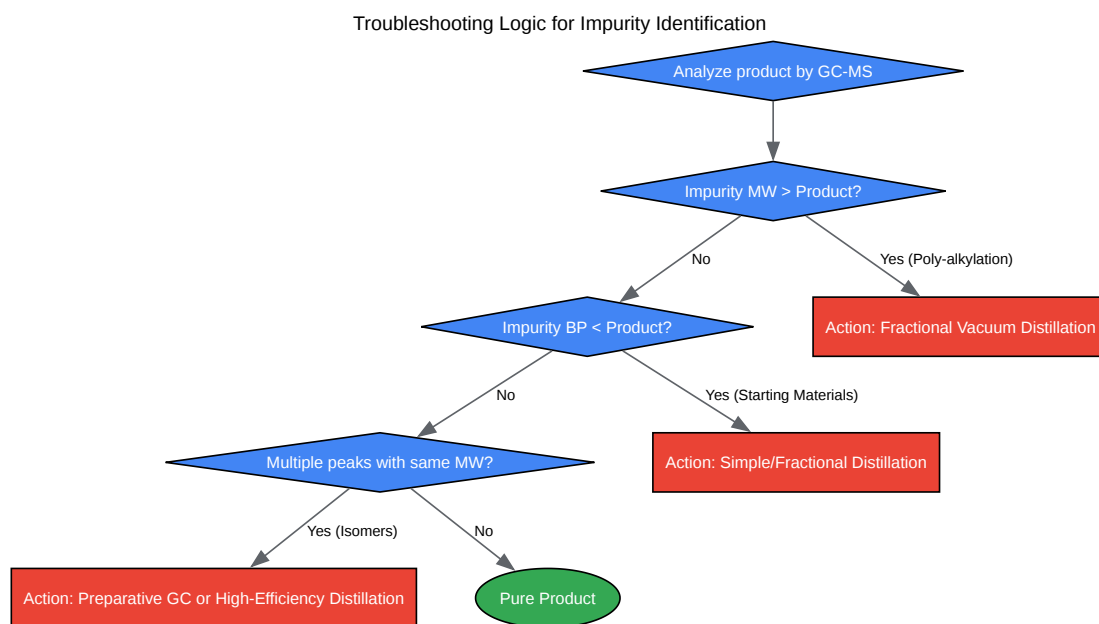 Troubleshooting Logic for Impurity Identification
Analyze product by GC-MS
Impurity MW > Product?
No
Yes (Poly-alkylation)
Impurity BP < Product?
Action: Fractional Vacuum Distillation
No
Yes (Starting Materials)
Multiple peaks with same MW?
Action: Simple/Fractional Distillation
Yes (Isomers)
No
Action: Preparative GC or High-Efficiency Distillation
Pure Product